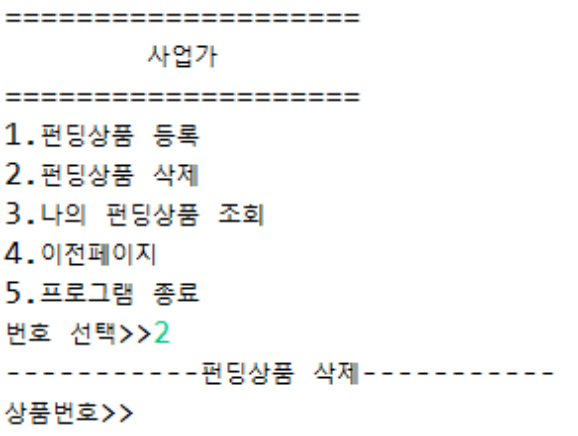 ====================
사업가
====================
1.펀딩상품 등록
2.펀딩상품 삭제
3.나의 펀딩상품 조회
4.이전페이지
5.프로그램 종료
번호 선택>>2
-----------펀딩상품 삭제-----------
상품번호>>